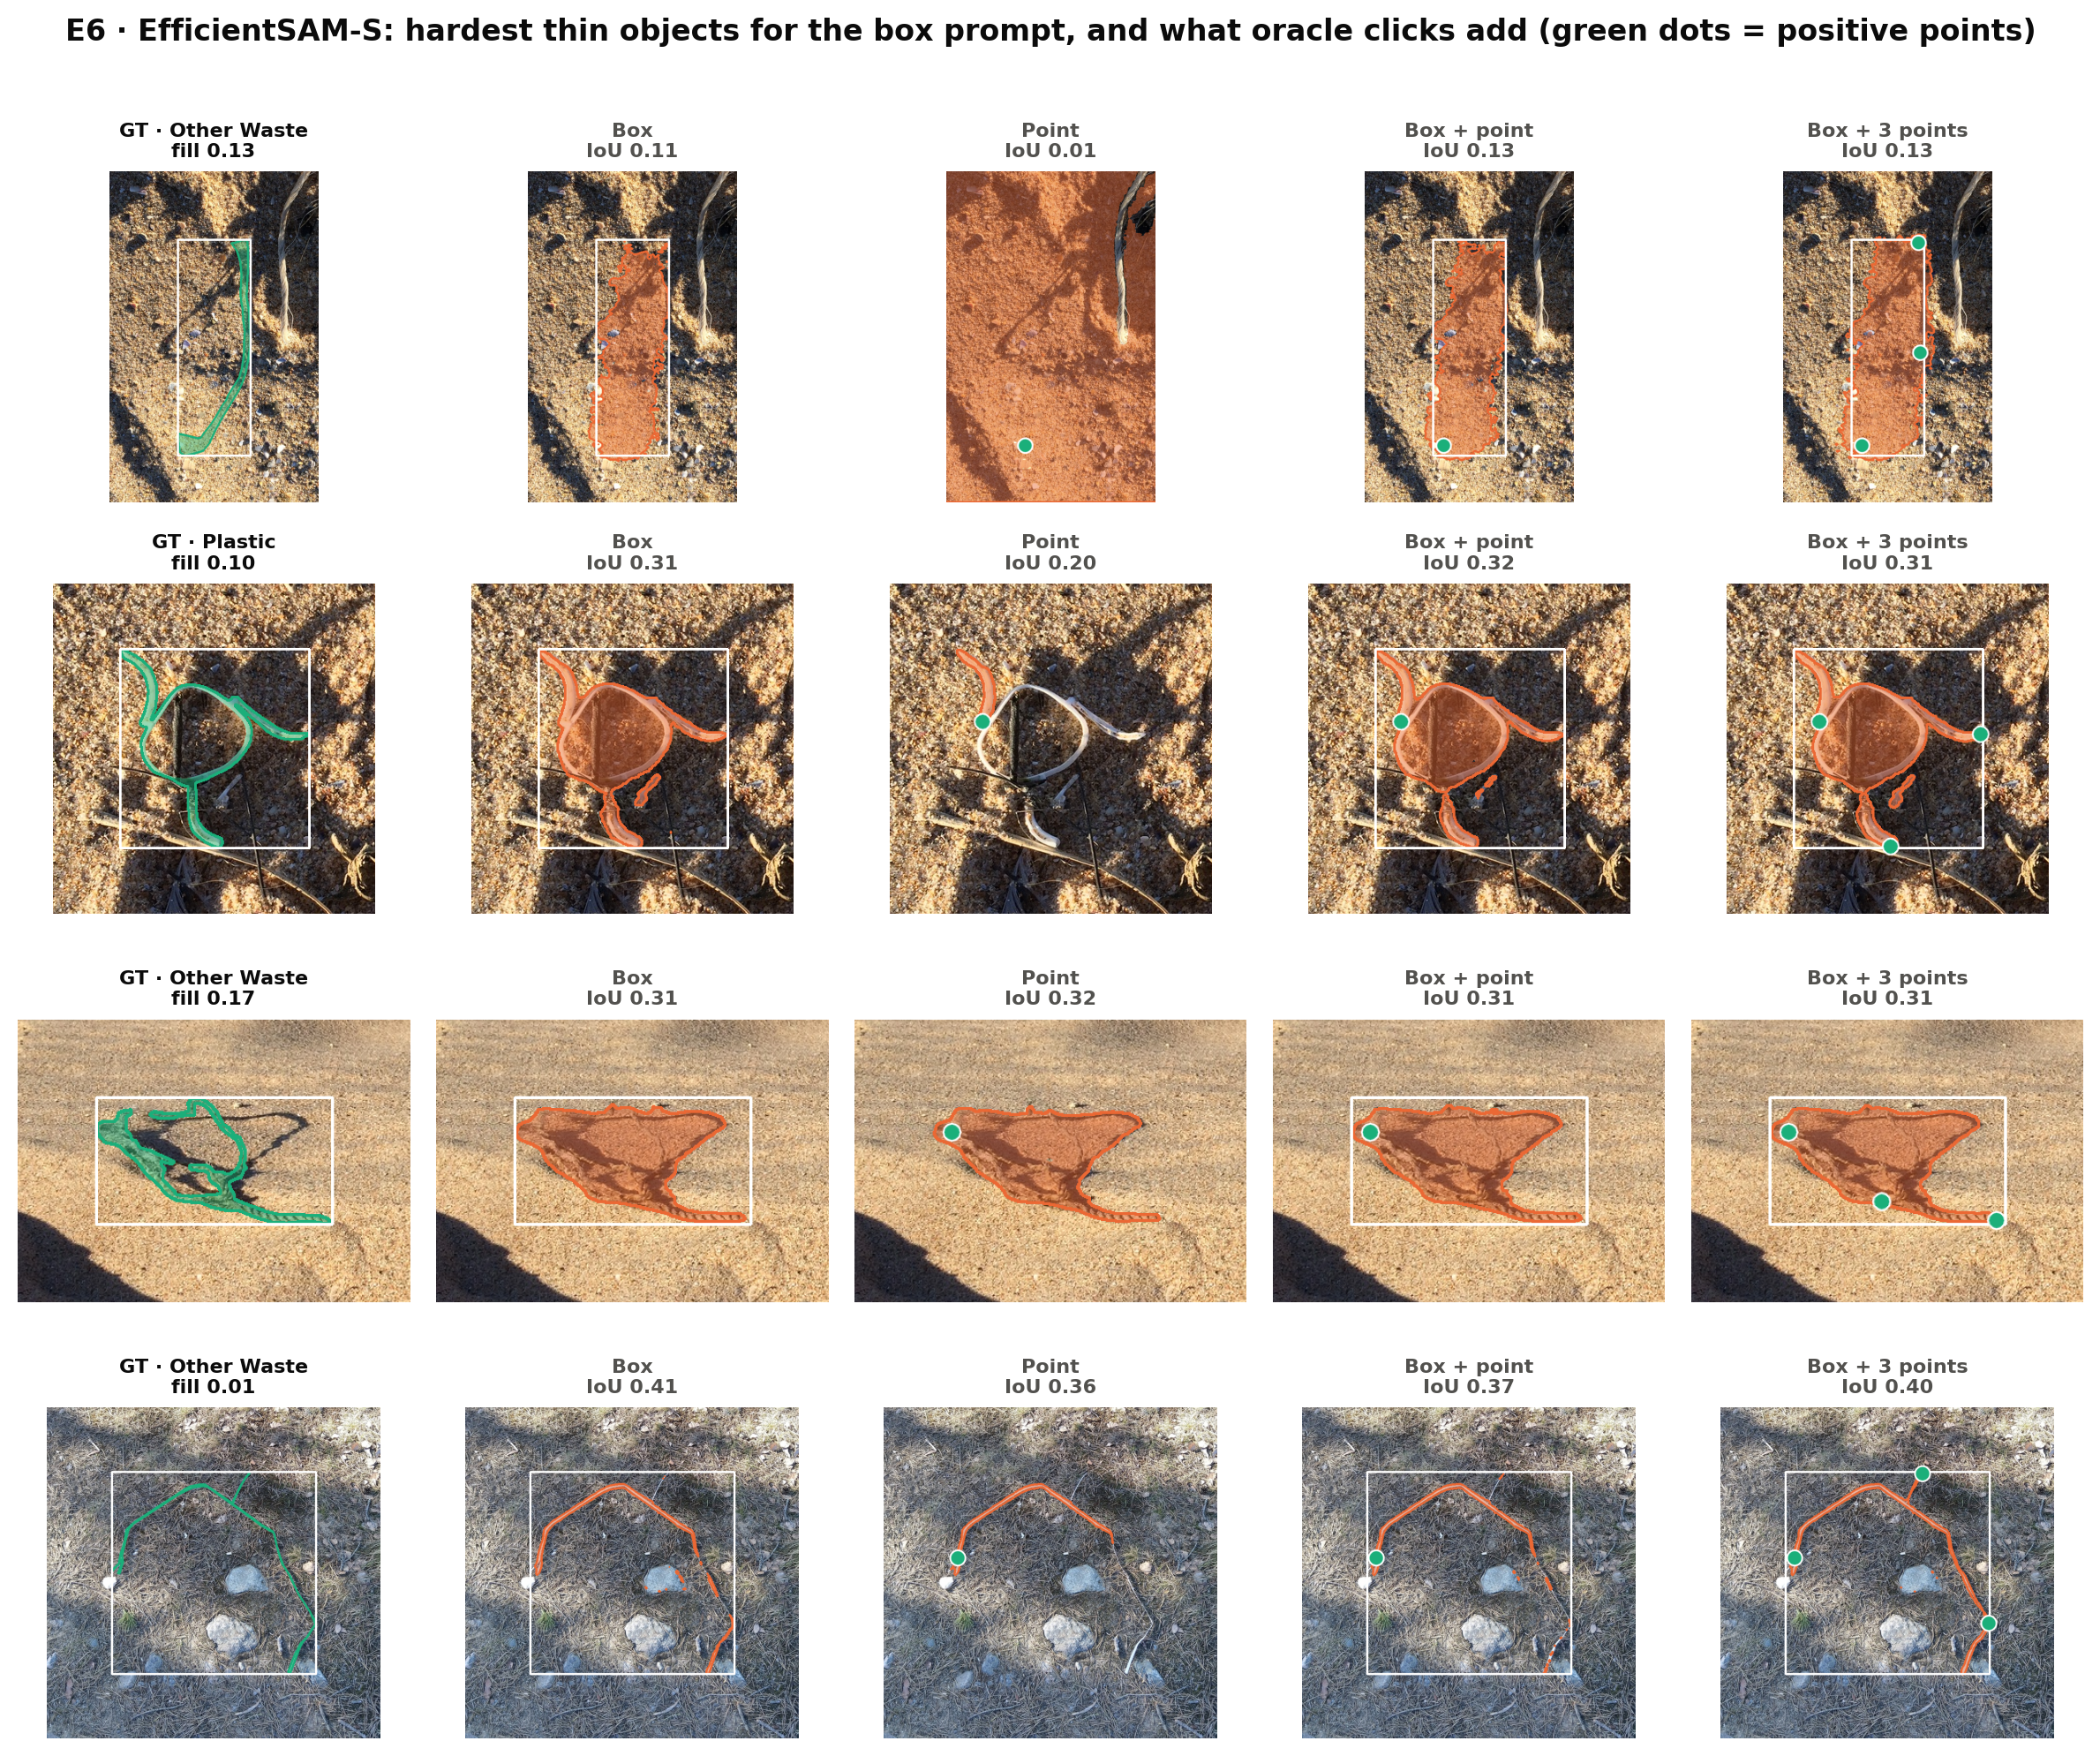 E6 · EfficientSAM-S: hardest thin objects for the box prompt, and what oracle clicks add (green dots = positive points)
GT · Other Waste
fill 0.13
Box
IoU 0.11
Point
IoU 0.01
Box + point
IoU 0.13
Box + 3 points
IoU 0.13
GT · Plastic
fill 0.10
Box
IoU 0.31
Point
IoU 0.20
Box + point
IoU 0.32
Box + 3 points
IoU 0.31
GT · Other Waste
fill 0.17
Box
IoU 0.31
Point
IoU 0.32
Box + point
IoU 0.31
Box + 3 points
IoU 0.31
GT · Other Waste
fill 0.01
Box
IoU 0.41
Point
IoU 0.36
Box + point
IoU 0.37
Box + 3 points
IoU 0.40